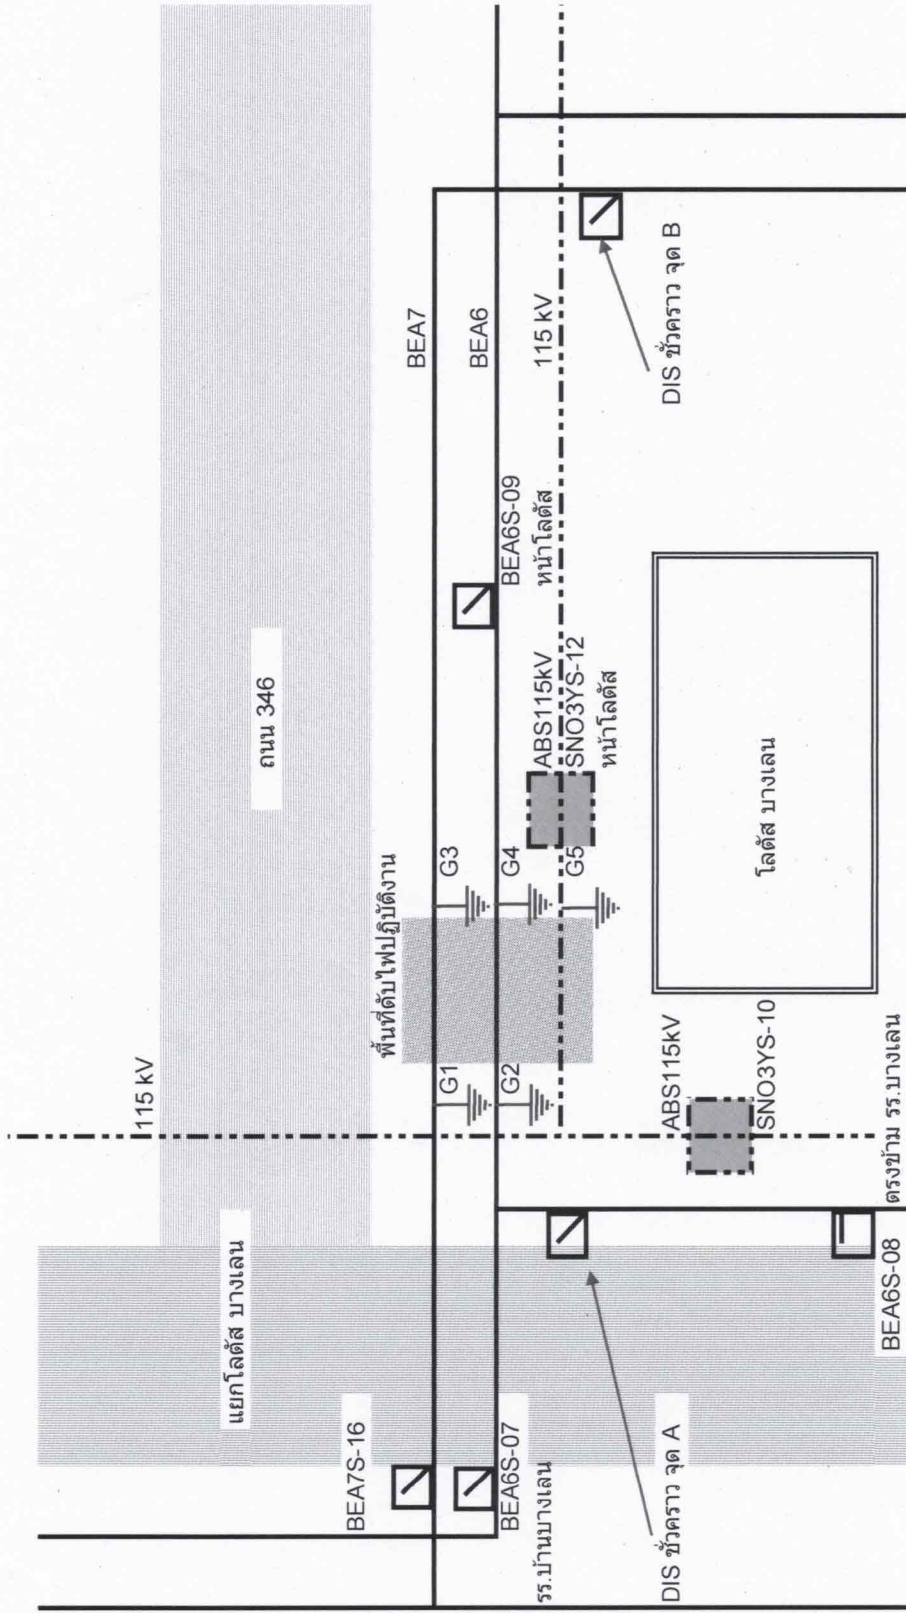 115 kV
ถนน 346
แยกโลตัส บางเลน
พื้นที่ดับไฟปฏิบัติงาน
BEA7S-16
BEA7
G1
G3
BEA6
BEA6S-07
รร.บ้านบางเลน
G2
G4
BEA6S-09
หน้าโลตัส
115 kV
G5
ABS115kV
SNO3YS-12
หน้าโลตัส
DIS ชั่วคราว จุด A
DIS ชั่วคราว จุด B
ABS115kV
SNO3YS-10
โลตัส บางเลน
BEA6S-08
ตรงข้าม รร.บางเลน